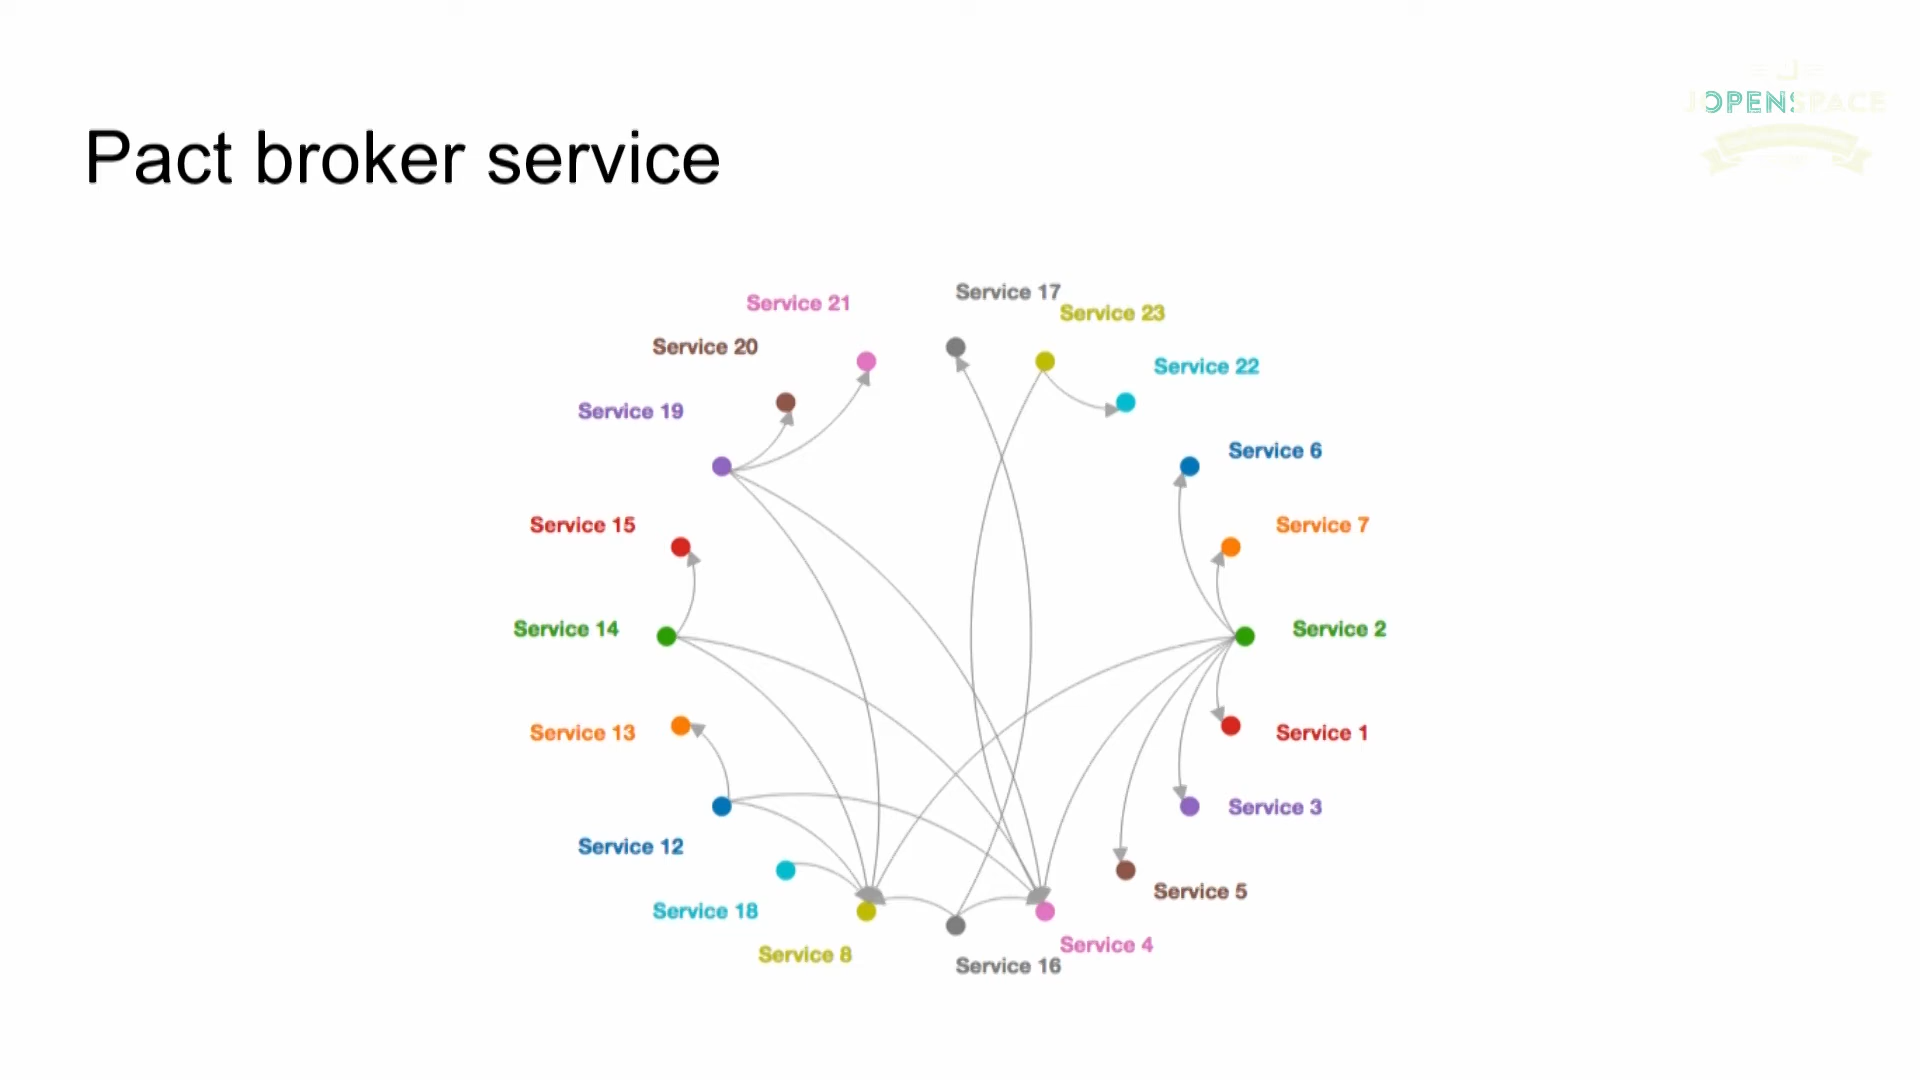 JOPENSPACE
Pact broker service
Service 17
Service 21
Service 23
Service 20
Service 22
Service 19
Service 6
Service 15
Service 7
Service 14
Service 2
Service 13
Service 1
Service 3
Service 12
Service 5
Service 18
Service 4
Service 8
Service 16